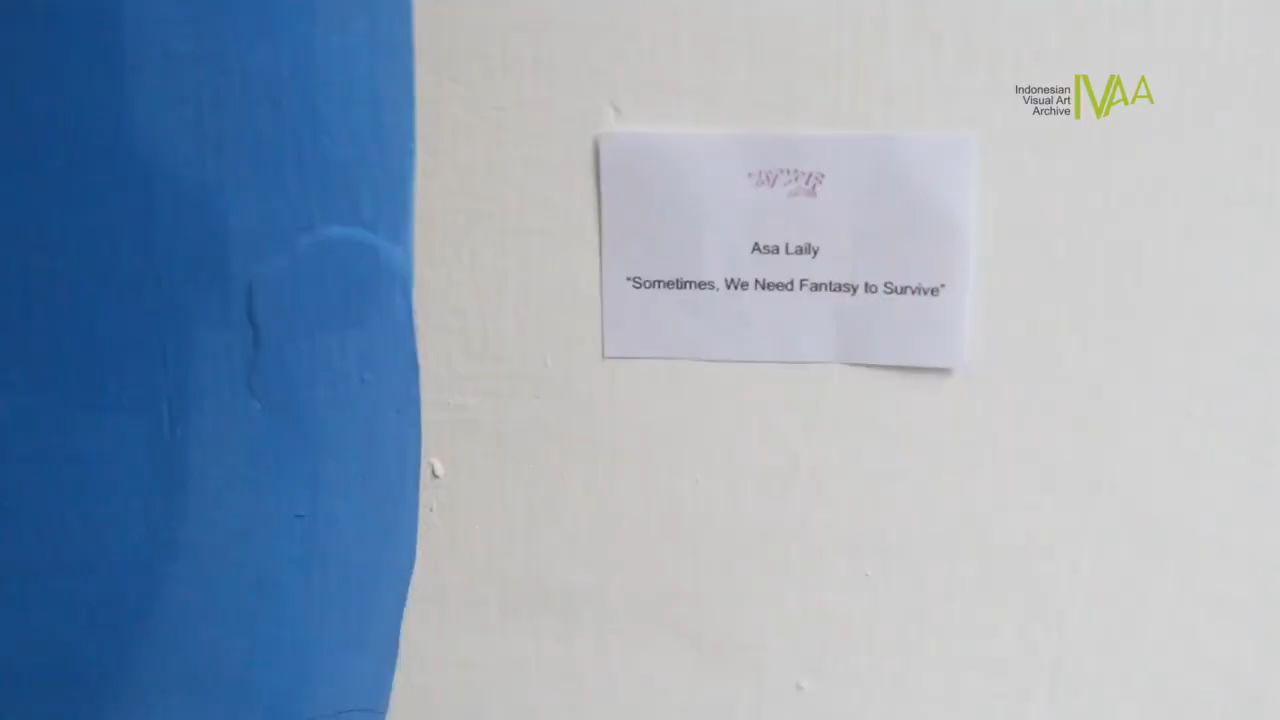 Indonesian
Visual Art
Archive
IVAA
Asa Laily
“Sometimes, We Need Fantasy to Survive”